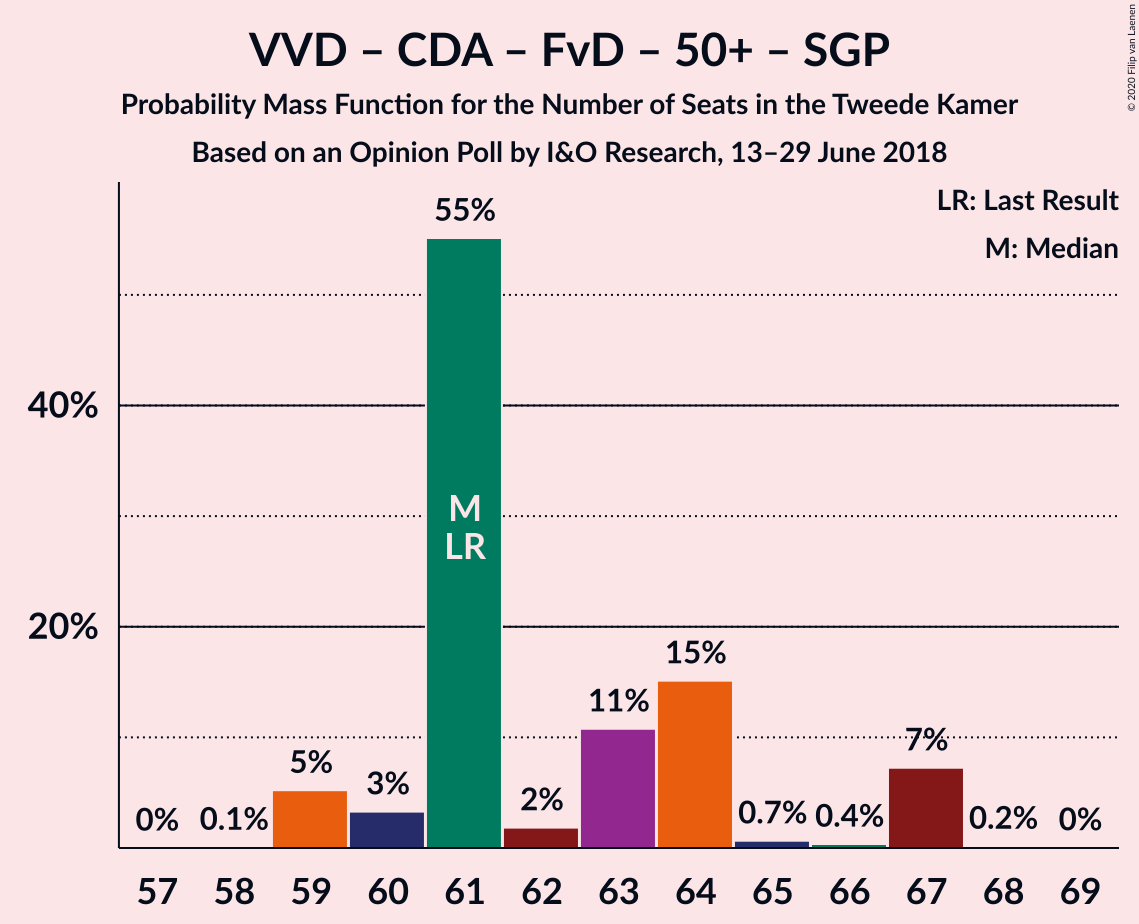 VVD – CDA – FvD – 50+ – SGP
Probability Mass Function for the Number of Seats in the Tweede Kamer
Based on an Opinion Poll by I&O Research, 13–29 June 2018
© 2020 Filip van Laenen
LR: Last Result
M: Median
55%
40%
20%
M
LR
0%
0.1%
5%
3%
2%
11%
15%
0.7%
0.4%
7%
0.2%
0%
57 58 59 60 61 62 63 64 65 66 67 68 69